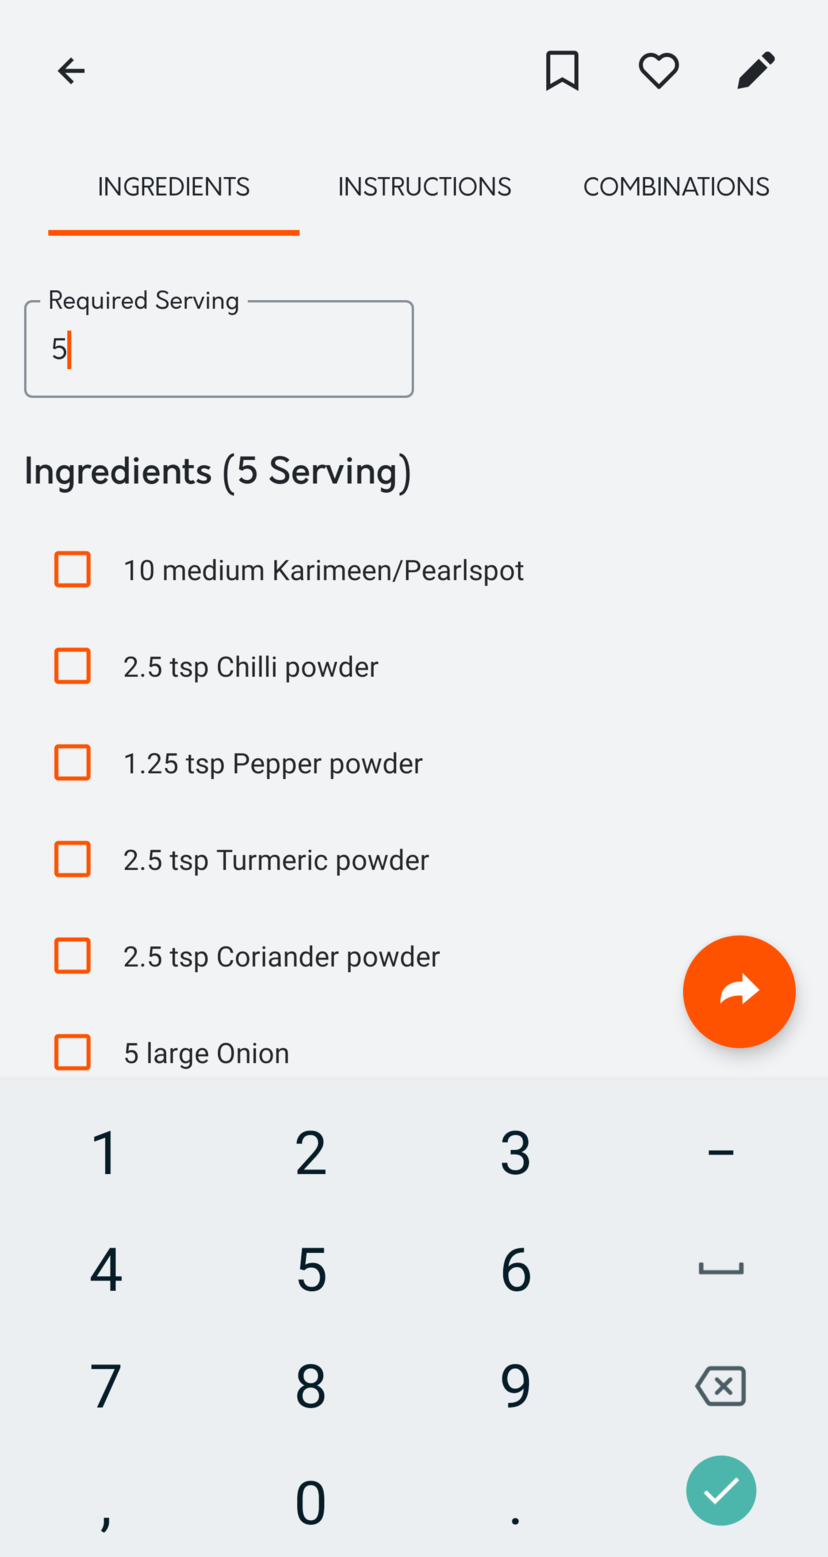 INGREDIENTS INSTRUCTIONS COMBINATIONS
Required Serving
5
Ingredients (5 Serving)
10 medium Karimeen/Pearlspot
2.5 tsp Chilli powder
1.25 tsp Pepper powder
2.5 tsp Turmeric powder
2.5 tsp Coriander powder
5 large Onion
1 2 3 –
4 5 6
7 8 9
, 0 .